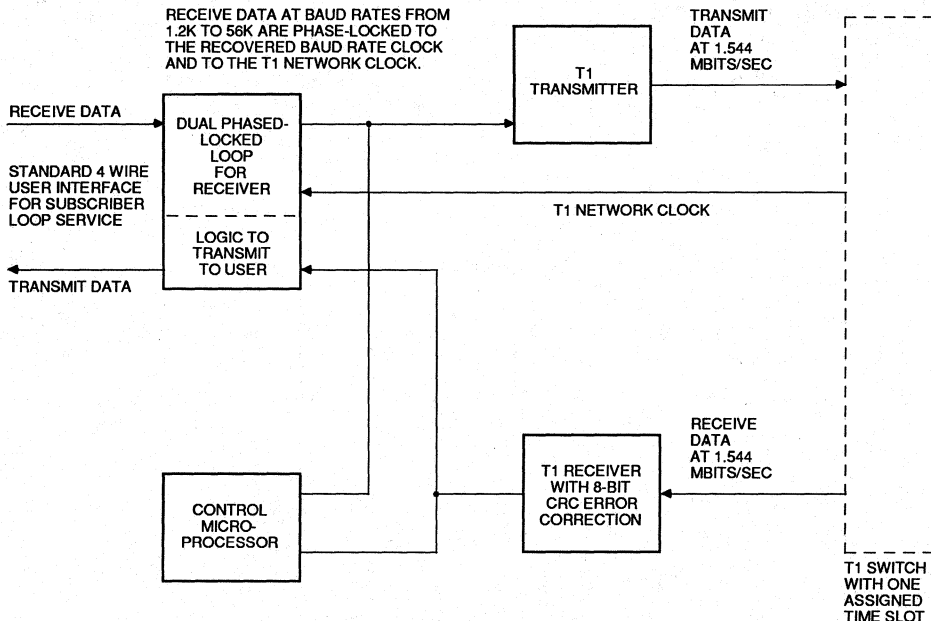 RECEIVE DATA AT BAUD RATES FROM
1.2K TO 56K ARE PHASE-LOCKED TO
THE RECOVERED BAUD RATE CLOCK
AND TO THE T1 NETWORK CLOCK.
TRANSMIT
DATA
AT 1.544
MBITS/SEC
T1
TRANSMITTER
RECEIVE DATA
DUAL PHASED-
LOCKED
LOOP
FOR
RECEIVER
STANDARD 4 WIRE
USER INTERFACE
FOR SUBSCRIBER
LOOP SERVICE
T1 NETWORK CLOCK
LOGIC TO
TRANSMIT
TO USER
TRANSMIT DATA
RECEIVE
DATA
AT 1.544
MBITS/SEC
T1 RECEIVER
WITH 8-BIT
CRC ERROR
CORRECTION
CONTROL
MICRO-
PROCESSOR
T1 SWITCH
WITH ONE
ASSIGNED
TIME SLOT